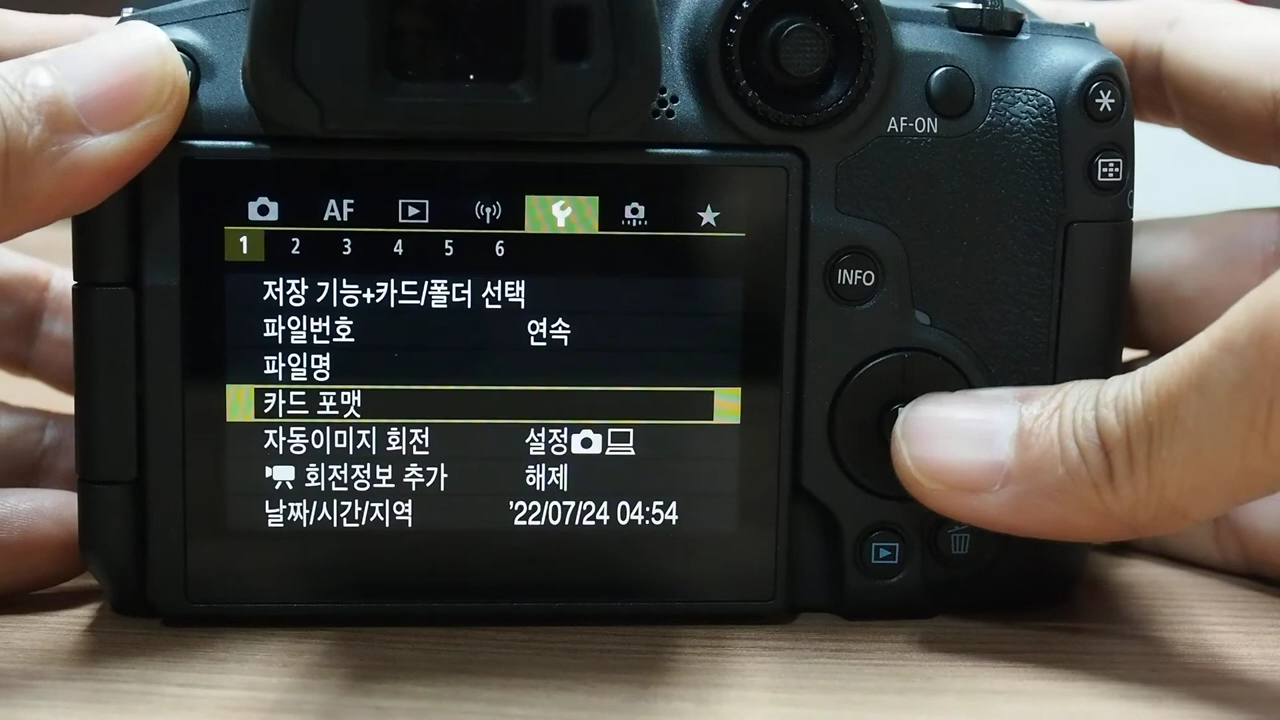 AF-ON
AF
1 2 3 4 5 6
INFO
저장 기능+카드/폴더 선택
파일번호 연속
파일명
카드 포맷
자동이미지 회전 설정
회전정보 추가 해제
날짜/시간/지역 '22/07/24 04:54